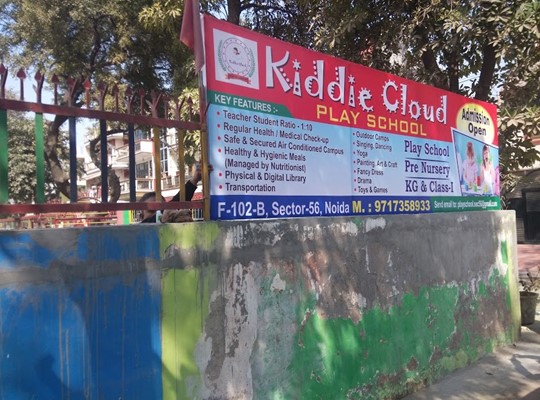 Kiddie Cloud
PLAY SCHOOL
Admission
Open
KEY FEATURES :-
• Teacher Student Ratio - 1:10
• Regular Health / Medical Check-up
• Safe & Secured Air Conditioned Campus
• Healthy & Hygienic Meals
(Managed by Nutritionist)
• Physical & Digital Library
• Transportation
• Outdoor Camps
• Singing, Dancing
• Yoga
• Painting, Art & Craft
• Fancy Dress
• Drama
• Toys & Games
Play School
Pre Nursery
KG & Class-I
F-102-B, Sector-56, Noida M. : 9717358933